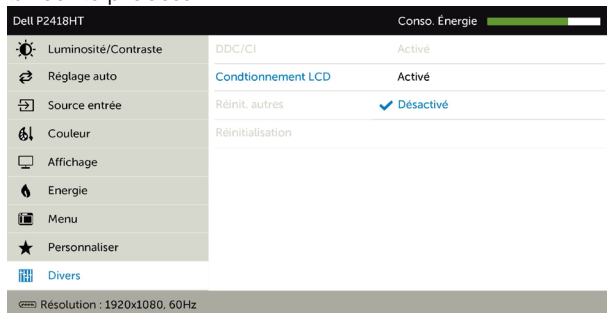 Dell P2418HT Conso. Énergie
Luminosité/Contraste DDC/CI Activé
Réglage auto Condtionnement LCD Activé
Source entrée Réinit. autres Désactivé
Couleur Réinitialisation
Affichage
Energie
Menu
Personnaliser
Divers
Résolution : 1920x1080, 60Hz